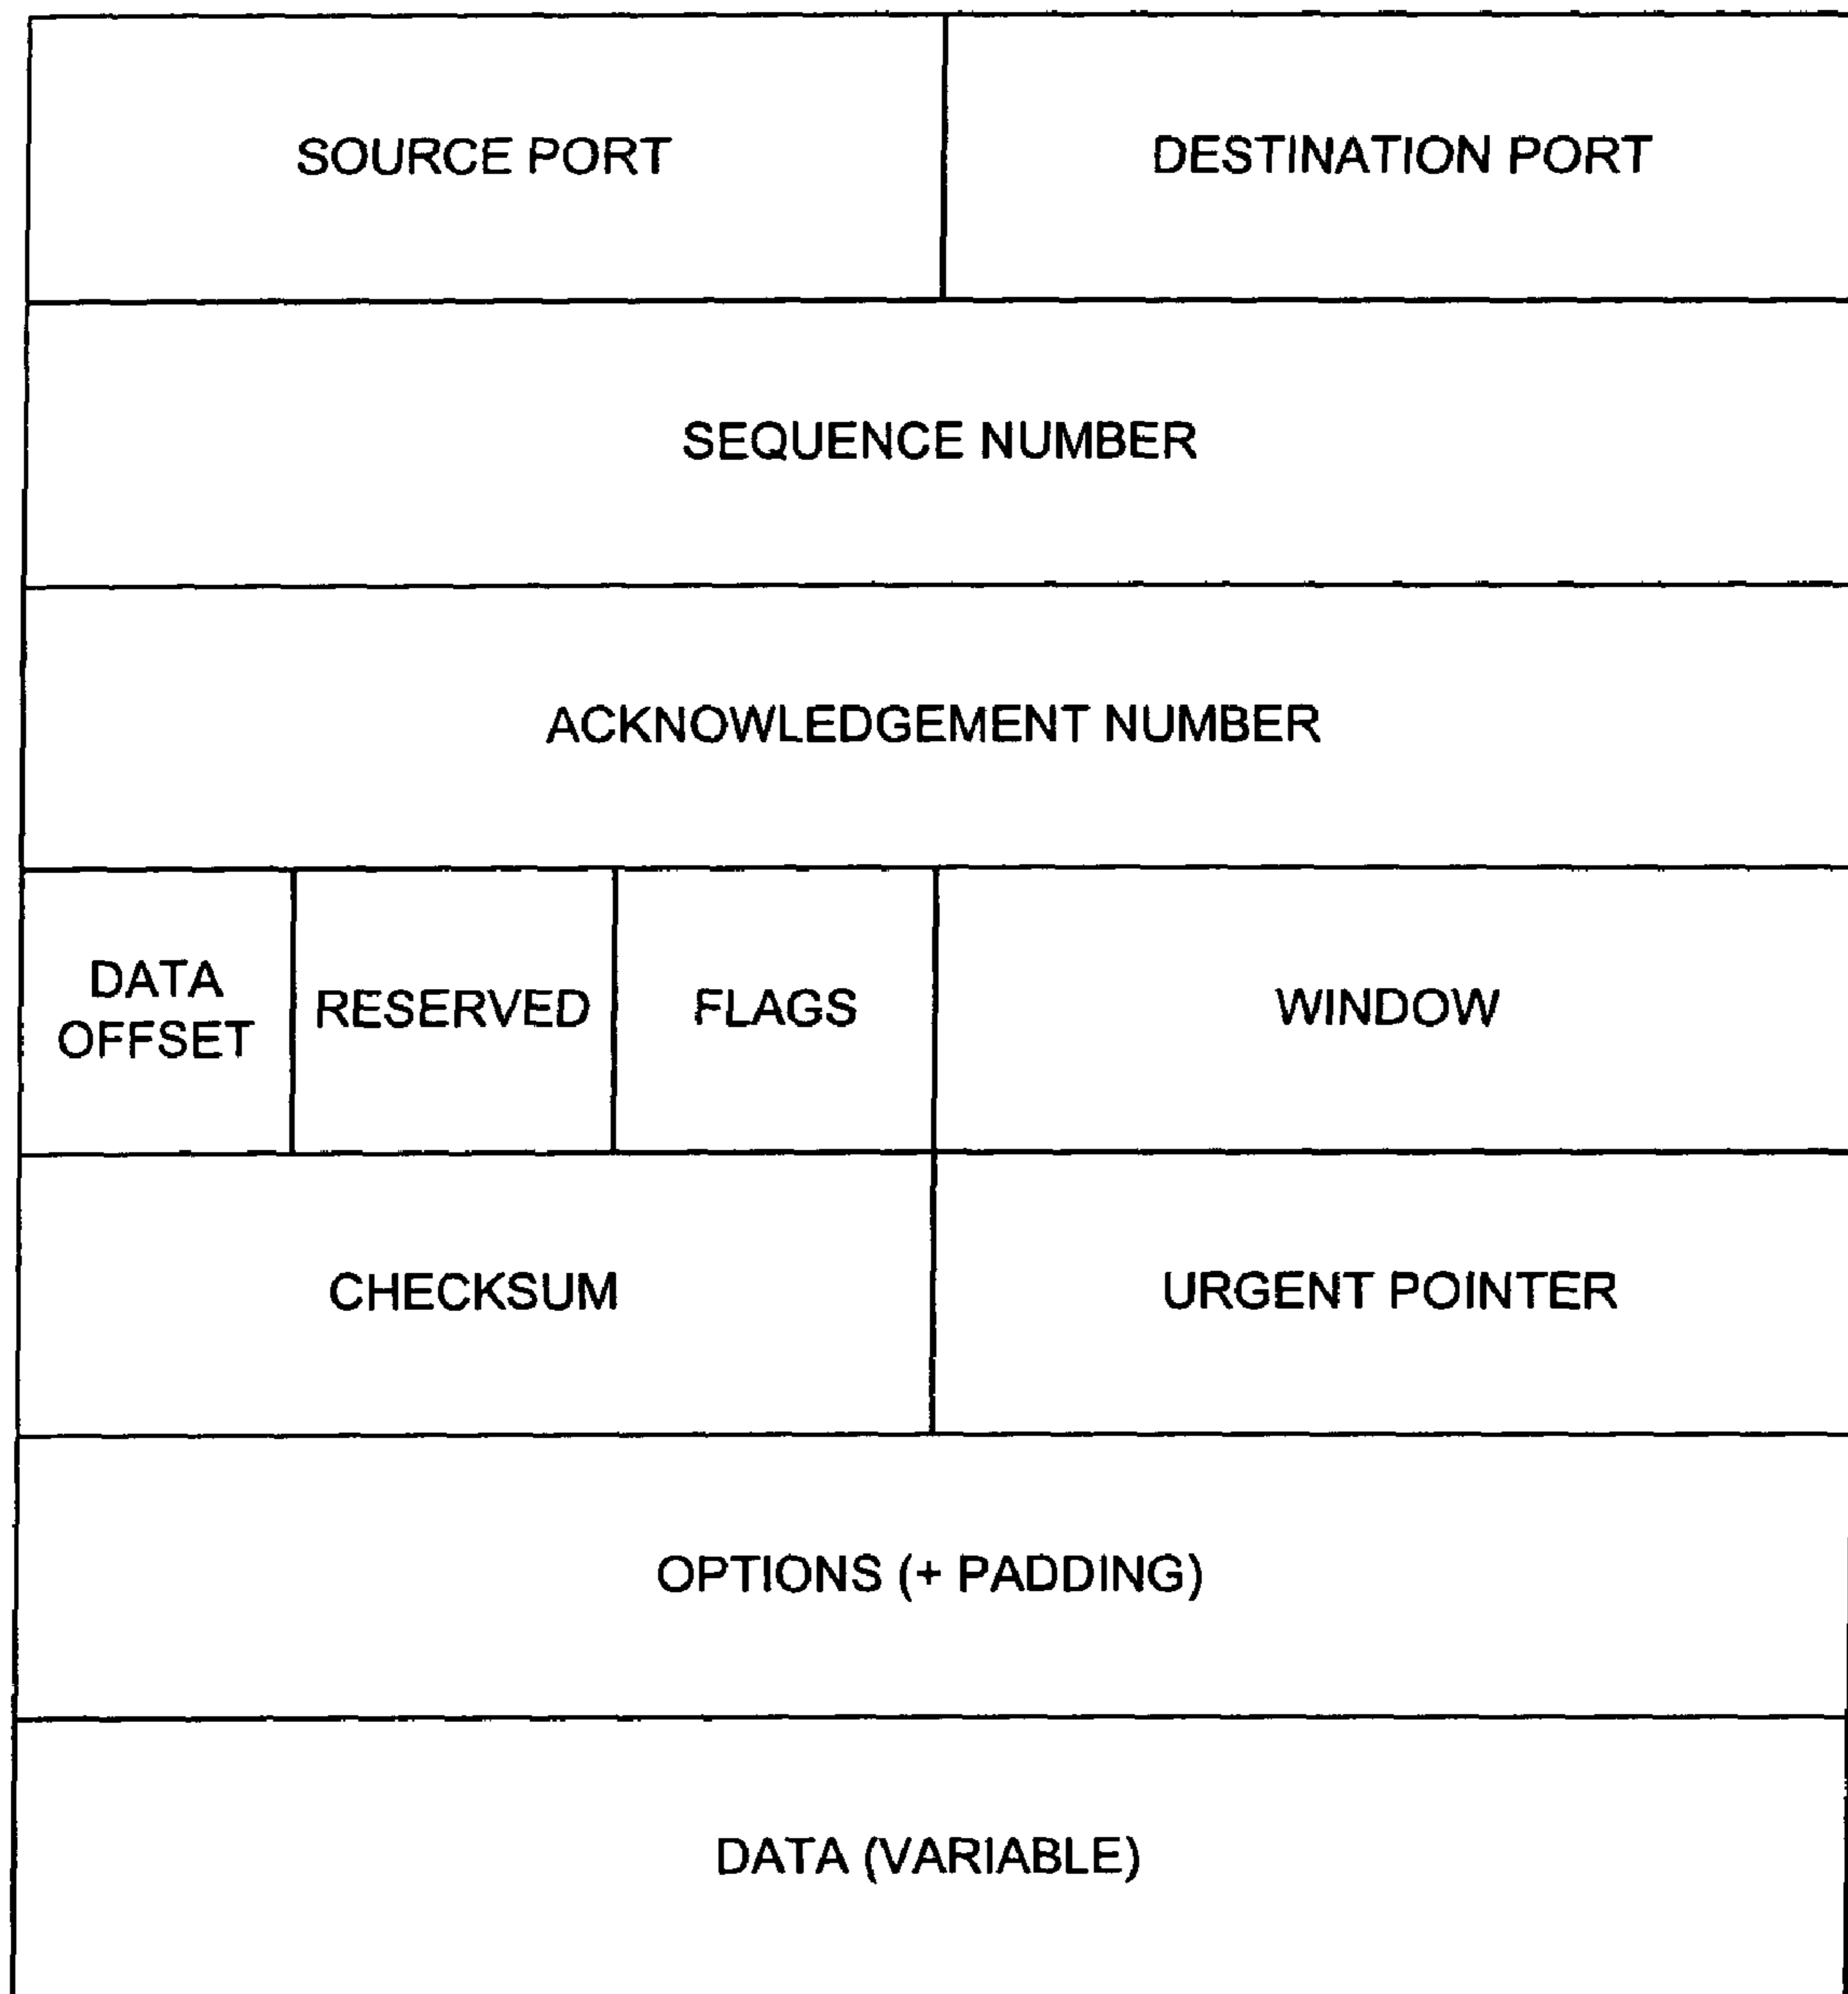 SOURCE PORT
DESTINATION PORT
SEQUENCE NUMBER
ACKNOWLEDGEMENT NUMBER
DATA
OFFSET
RESERVED
FLAGS
WINDOW
CHECKSUM
URGENT POINTER
OPTIONS (+ PADDING)
DATA (VARIABLE)